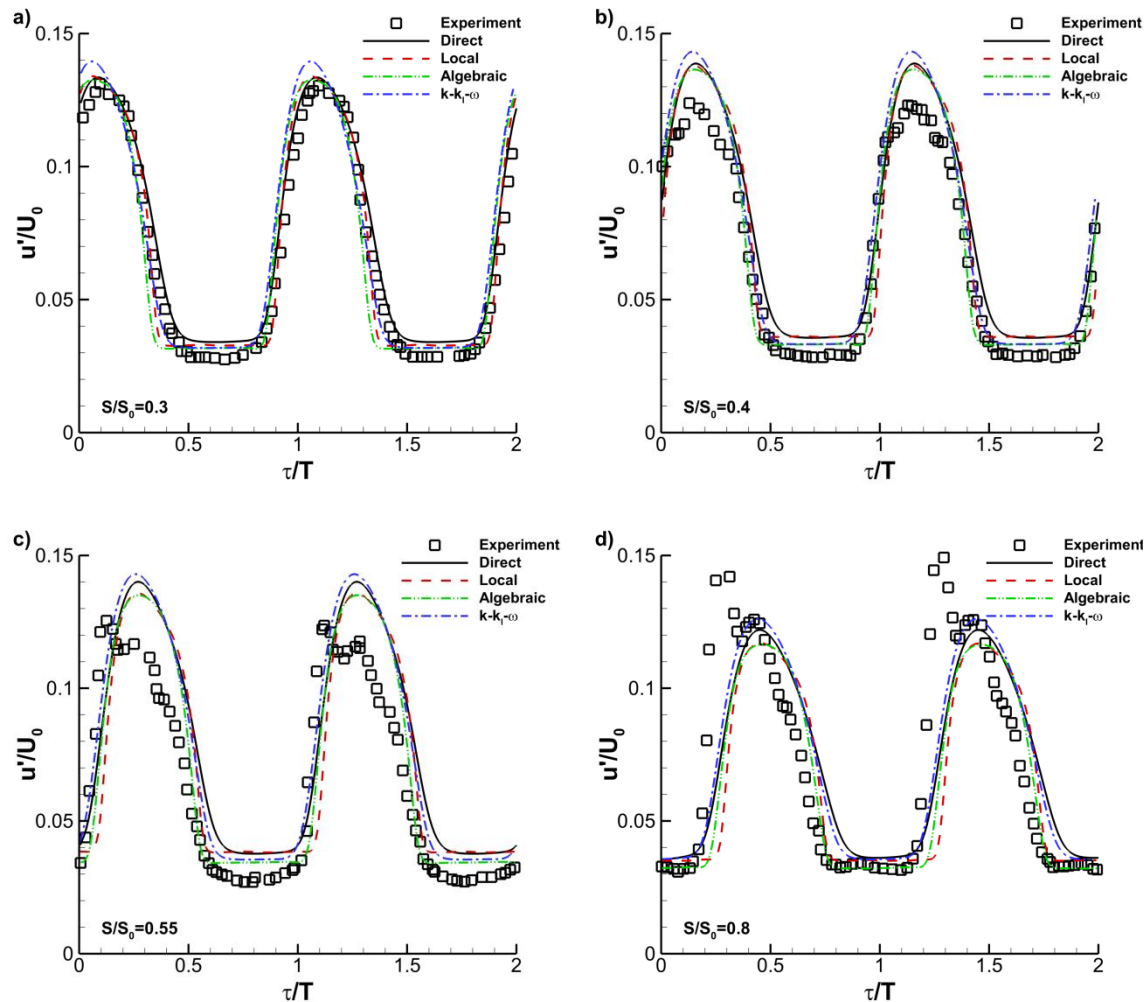 a)
0.15
0.1
0.05
0
u'/U₀
Experiment
Direct
Local
Algebraic
k-kₗ-ω
S/S₀=0.3
0 0.5 1 1.5 2
τ/T
b)
0.15
0.1
0.05
0
u'/U₀
Experiment
Direct
Local
Algebraic
k-kₗ-ω
S/S₀=0.4
0 0.5 1 1.5 2
τ/T
c)
0.15
0.1
0.05
0
u'/U₀
Experiment
Direct
Local
Algebraic
k-kₗ-ω
S/S₀=0.55
0 0.5 1 1.5 2
τ/T
d)
0.15
0.1
0.05
0
u'/U₀
Experiment
Direct
Local
Algebraic
k-kₗ-ω
S/S₀=0.8
0 0.5 1 1.5 2
τ/T